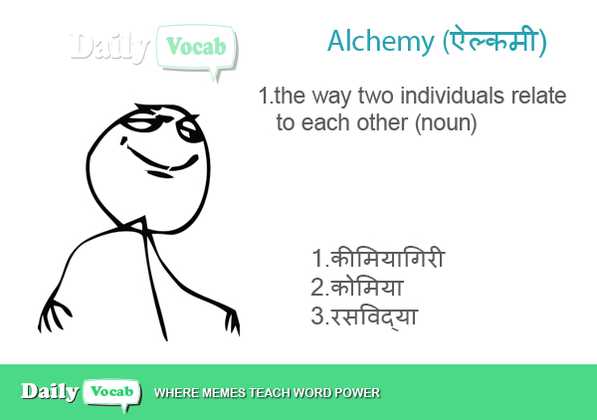 Daily Vocab
Alchemy (ऐल्कमी)
1.the way two individuals relate
to each other (noun)
1.कीमियागिरी
2.कोमिया
3.रसविद्या
Daily Vocab WHERE MEMES TEACH WORD POWER